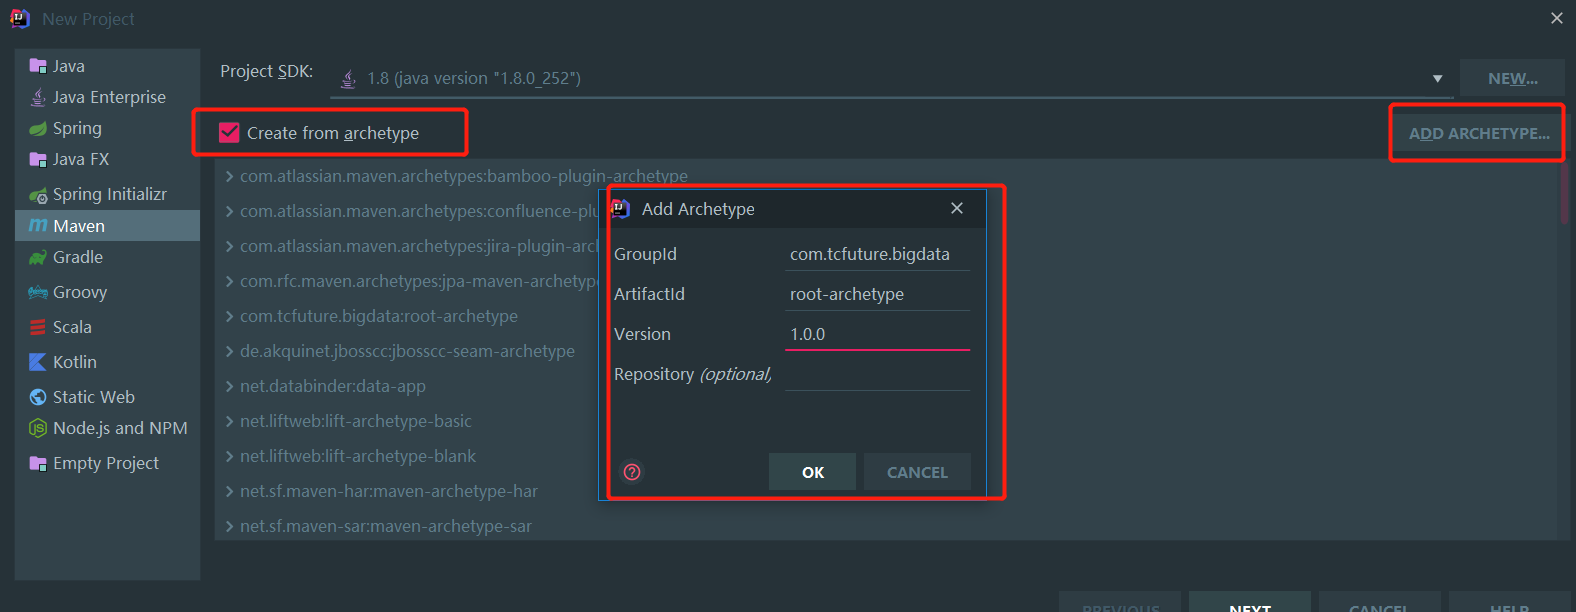 New Project
Java
Java Enterprise
Spring
Java FX
Spring Initializr
Maven
Gradle
Groovy
Scala
Kotlin
Static Web
Node.js and NPM
Empty Project
Project SDK:
1.8 (java version "1.8.0_252")
NEW...
Create from archetype
ADD ARCHETYPE...
com.atlassian.maven.archetypes:bamboo-plugin-archetype
com.atlassian.maven.archetypes:confluence-plu
com.atlassian.maven.archetypes:jira-plugin-arc
com.rfc.maven.archetypes:jpa-maven-archetype
com.tcfuture.bigdata:root-archetype
de.akquinet.jbosscc:jbosscc-seam-archetype
net.databinder:data-app
net.liftweb:lift-archetype-basic
net.liftweb:lift-archetype-blank
net.sf.maven-har:maven-archetype-har
net.sf.maven-sar:maven-archetype-sar
Add Archetype
GroupId
com.tcfuture.bigdata
ArtifactId
root-archetype
Version
1.0.0
Repository (optional)
OK
CANCEL
PREVIOUS
NEXT
CANCEL
HELP